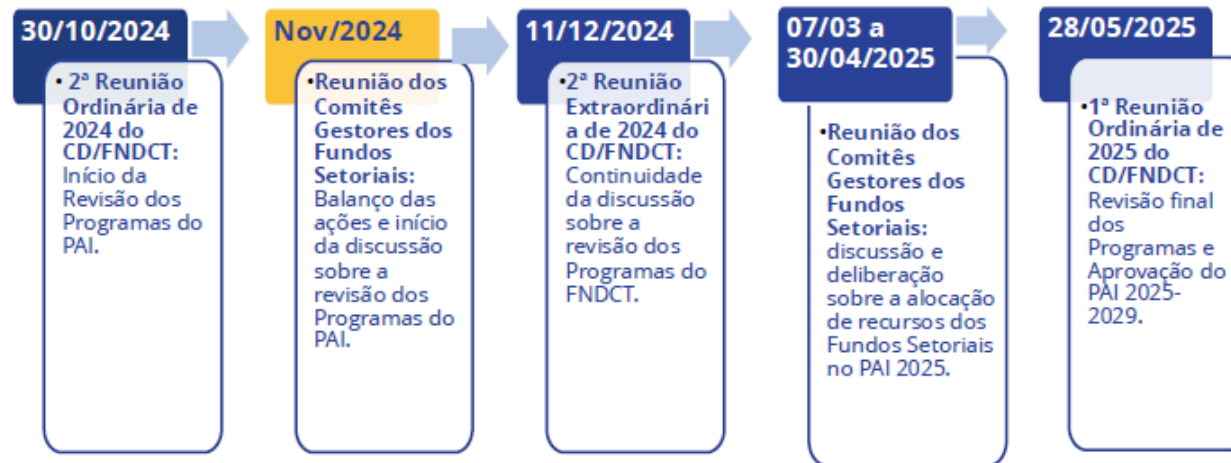 30/10/2024
• 2ª Reunião
Ordinária de
2024 do
CD/FNDCT:
Início da
Revisão dos
Programas do
PAI.
Nov/2024
•Reunião dos
Comitês
Gestores dos
Fundos
Setoriais:
Balanço das
ações e início
da discussão
sobre a
revisão dos
Programas do
PAI.
11/12/2024
•2ª Reunião
Extraordinári
a de 2024 do
CD/FNDCT:
Continuidade
da discussão
sobre a
revisão dos
Programas do
FNDCT.
07/03 a
30/04/2025
•Reunião dos
Comitês
Gestores dos
Fundos
Setoriais:
discussão e
deliberação
sobre a alocação
de recursos dos
Fundos Setoriais
no PAI 2025.
28/05/2025
•1ª Reunião
Ordinária de
2025 do
CD/FNDCT:
Revisão final
dos
Programas e
Aprovação do
PAI 2025-
2029.